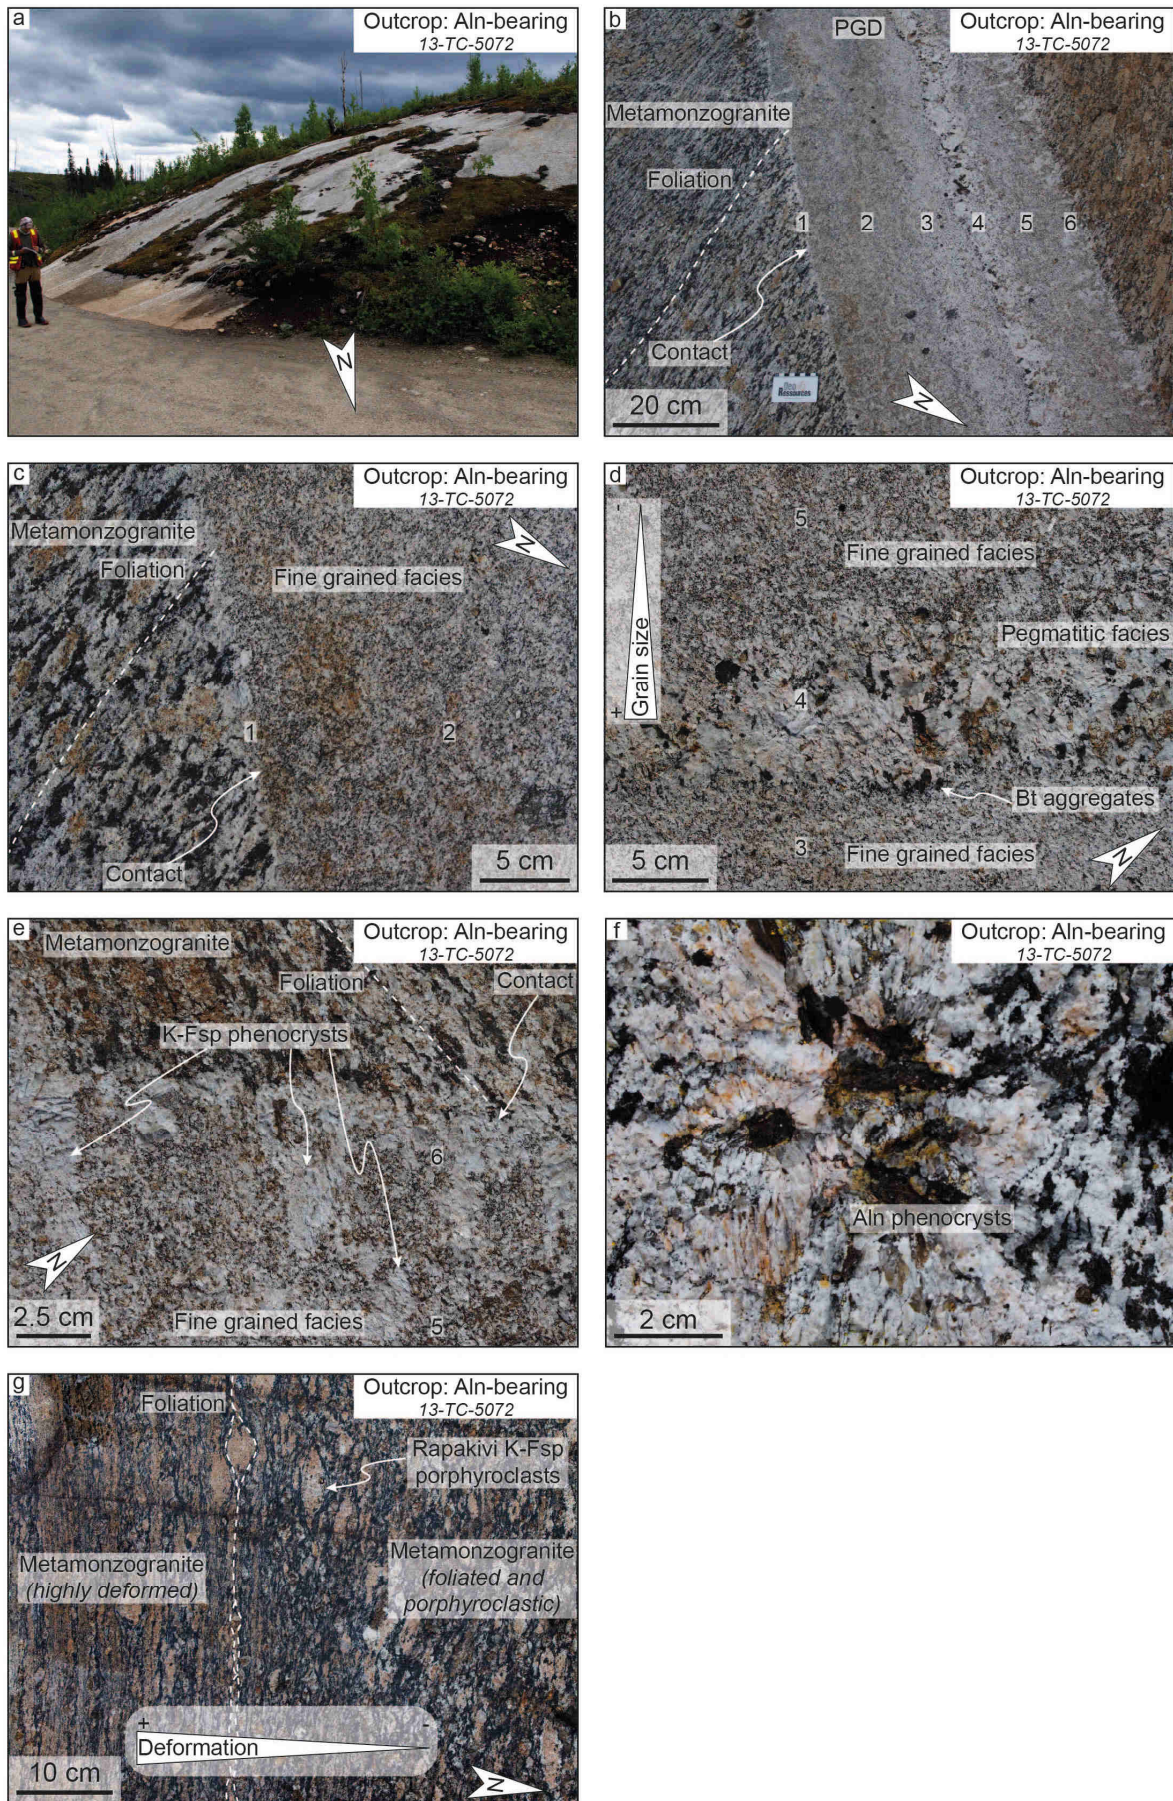 a
Outcrop: Aln-bearing
13-TC-5072
N
b
PGD
Outcrop: Aln-bearing
13-TC-5072
Metamonzogranite
Foliation
1 2 3 4 5 6
Contact
Ressources
20 cm
N
c
Outcrop: Aln-bearing
13-TC-5072
Metamonzogranite
Foliation
Fine grained facies
N
1 2
Contact
5 cm
d
Outcrop: Aln-bearing
13-TC-5072
-
5
Fine grained facies
Grain size
Pegmatitic facies
4
+
Bt aggregates
3
Fine grained facies
5 cm
N
e
Metamonzogranite
Outcrop: Aln-bearing
13-TC-5072
Foliation
Contact
K-Fsp phenocrysts
6
N
2.5 cm
Fine grained facies
5
f
Outcrop: Aln-bearing
13-TC-5072
Aln phenocrysts
2 cm
g
Foliation
Outcrop: Aln-bearing
13-TC-5072
Rapakivi K-Fsp
porphyroclasts
Metamonzogranite
(highly deformed)
Metamonzogranite
(foliated and
porphyroclastic)
+ -
Deformation
10 cm
N